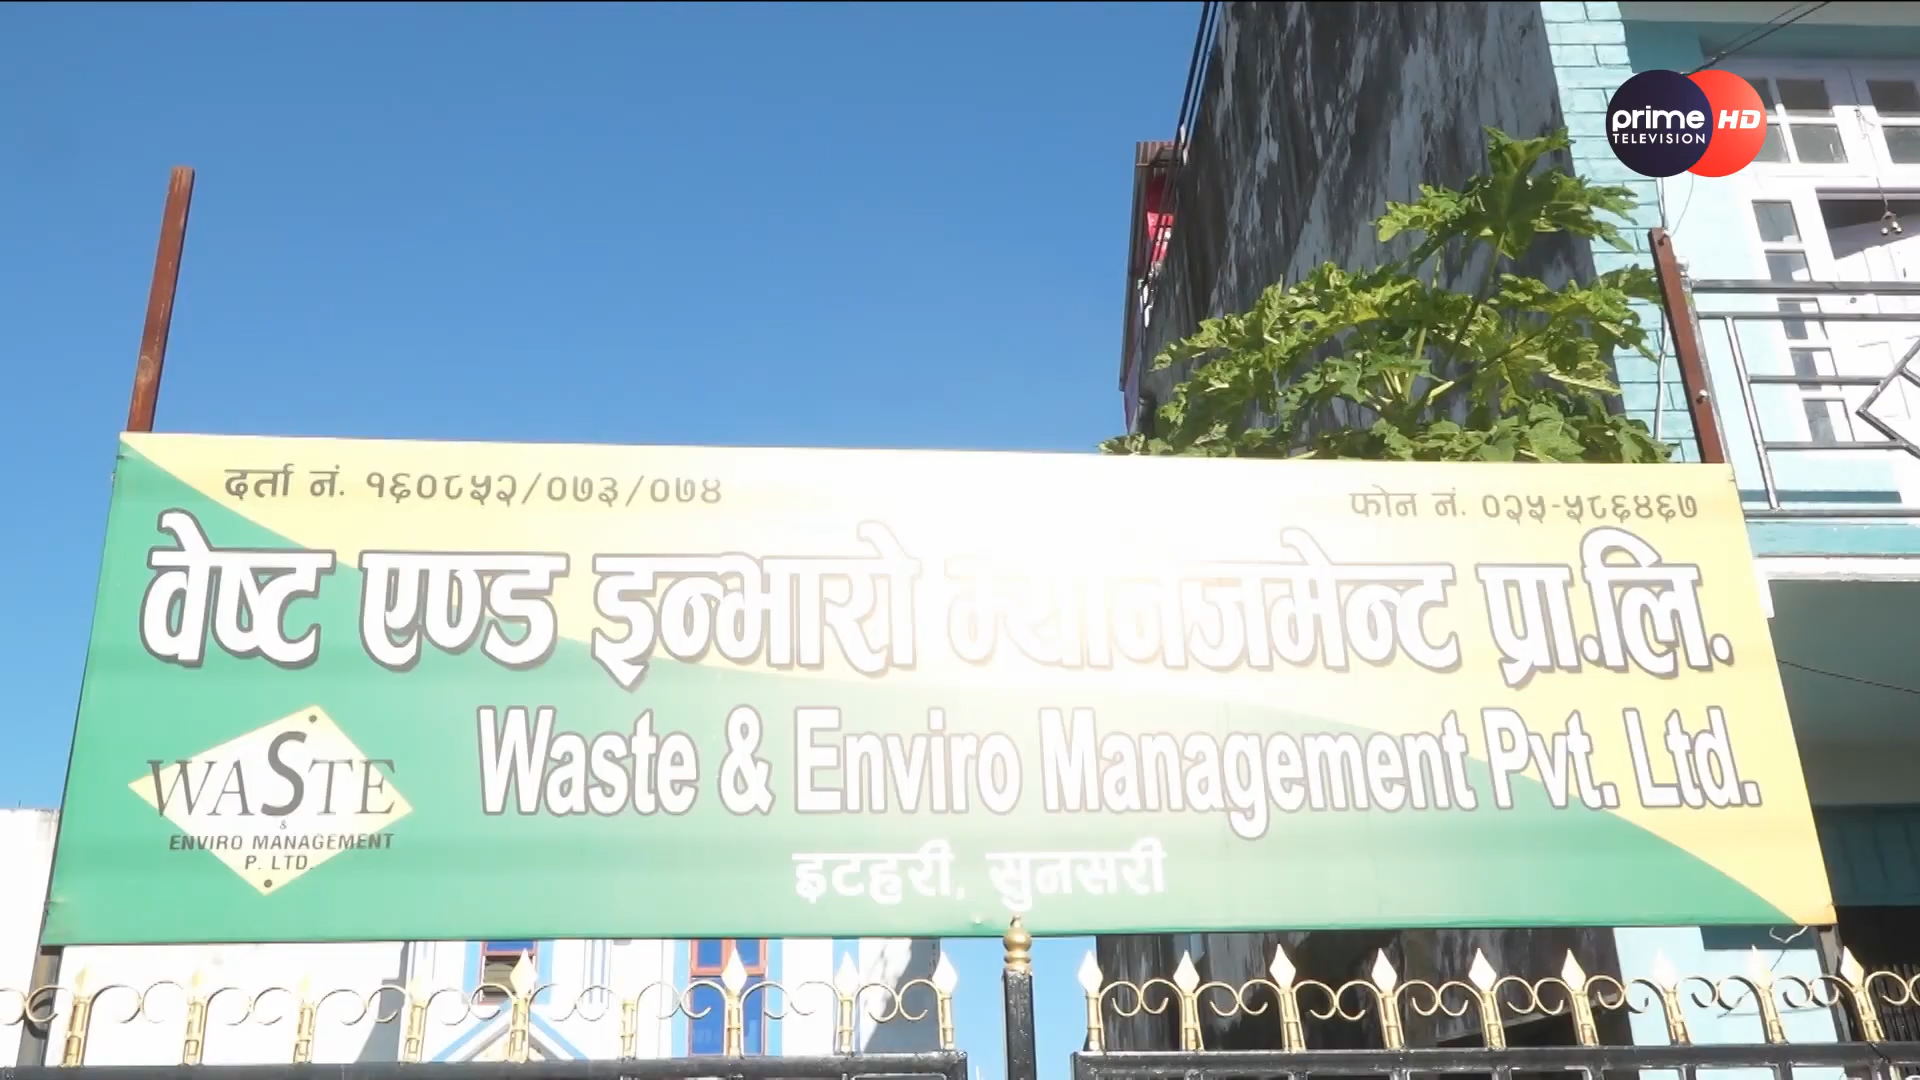 prime HD
TELEVISION
दर्ता नं. १६०८५२/०७३/०७४
फोन नं. ०२५-५८६४६७
वेष्ट एण्ड इन्भारो म्यानेजमेन्ट प्रा.लि.
Waste & Enviro Management Pvt. Ltd.
WASTE
&
ENVIRO MANAGEMENT
P. LTD.
इटहरी, सुनसरी